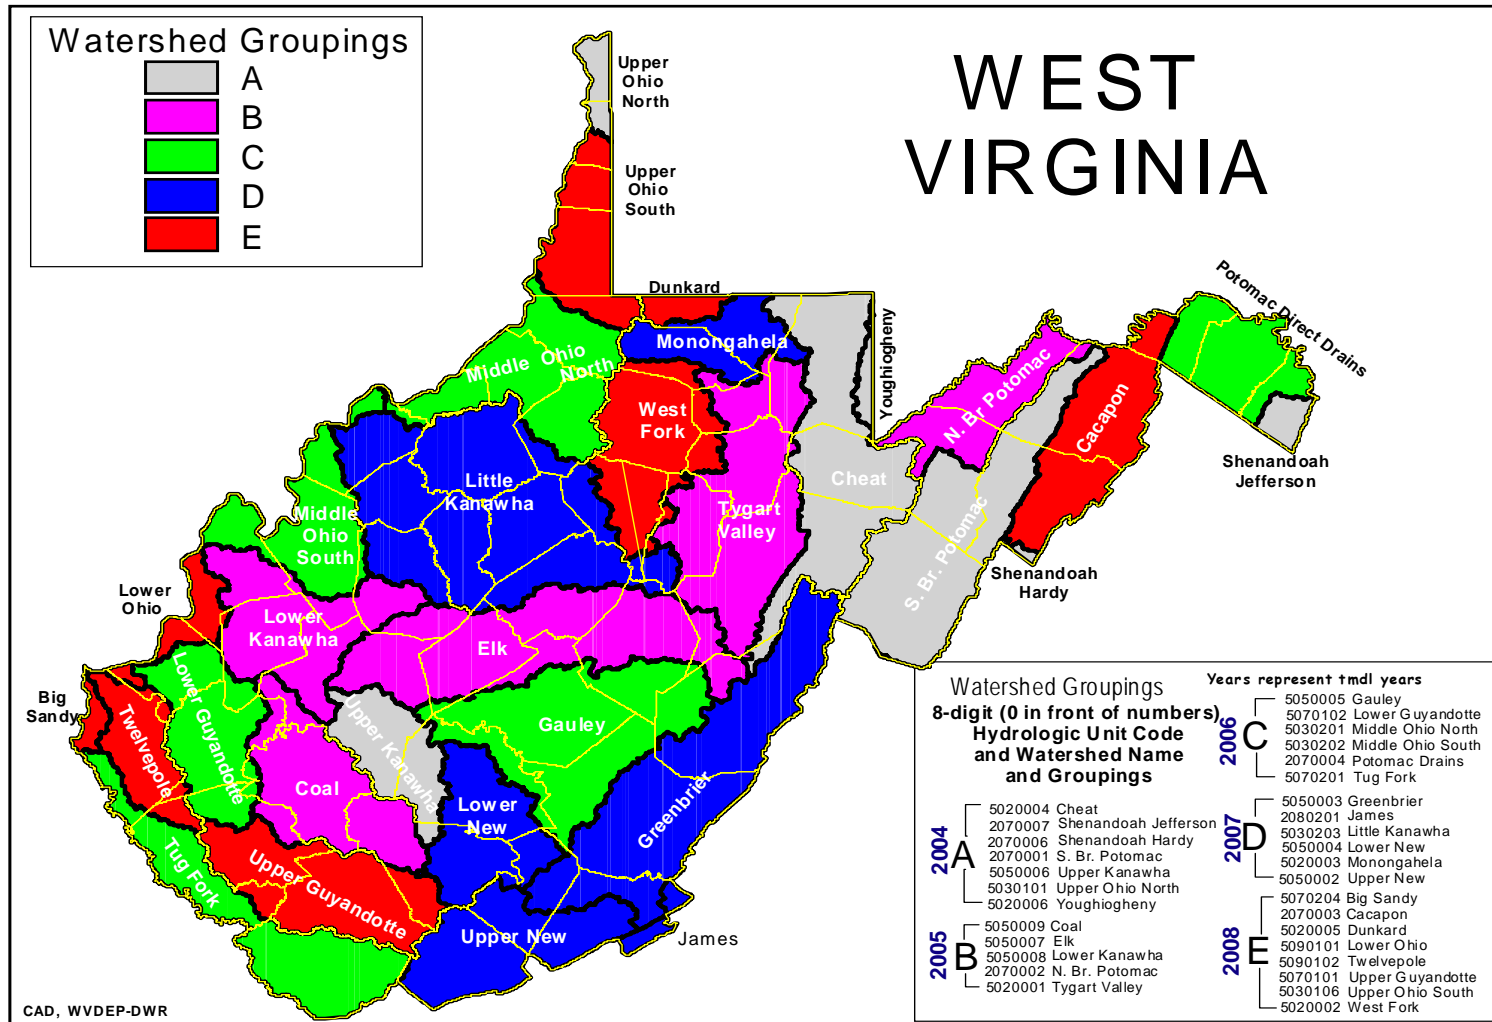 Watershed Groupings
A
B
C
D
E
WEST
VIRGINIA
Upper
Ohio
North
Upper
Ohio
South
Dunkard
Monongahela
Youghiogheny
Potomac Direct Drains
Middle Ohio
North
N. Br Potomac
Cacapon
West
Fork
Shenandoah
Jefferson
Cheat
Little
Kanawha
Tygart
Valley
Middle
Ohio
South
S. Br. Potomac
Shenandoah
Hardy
Lower
Ohio
Lower
Kanawha
Elk
Big
Sandy
Twelvepole
Lower Guyandotte
Upper Kanawha
Gauley
Coal
Lower
New
Greenbrier
Tug Fork
Upper Guyandotte
Upper New
James
CAD, WVDEP-DWR
Watershed Groupings
8-digit (0 in front of numbers)
Hydrologic Unit Code
and Watershed Name
and Groupings
2004
A
5020004 Cheat
2070007 Shenandoah Jefferson
2070006 Shenandoah Hardy
2070001 S. Br. Potomac
5050006 Upper Kanawha
5030101 Upper Ohio North
5020006 Youghiogheny
2005
B
5050009 Coal
5050007 Elk
5050008 Lower Kanawha
2070002 N. Br. Potomac
5020001 Tygart Valley
Years represent tmdl years
2006
C
5050005 Gauley
5070102 Lower Guyandotte
5030201 Middle Ohio North
5030202 Middle Ohio South
2070004 Potomac Drains
5070201 Tug Fork
2007
D
5050003 Greenbrier
2080201 James
5030203 Little Kanawha
5050004 Lower New
5020003 Monongahela
5050002 Upper New
2008
E
5070204 Big Sandy
2070003 Cacapon
5020005 Dunkard
5090101 Lower Ohio
5090102 Twelvepole
5070101 Upper Guyandotte
5030106 Upper Ohio South
5020002 West Fork